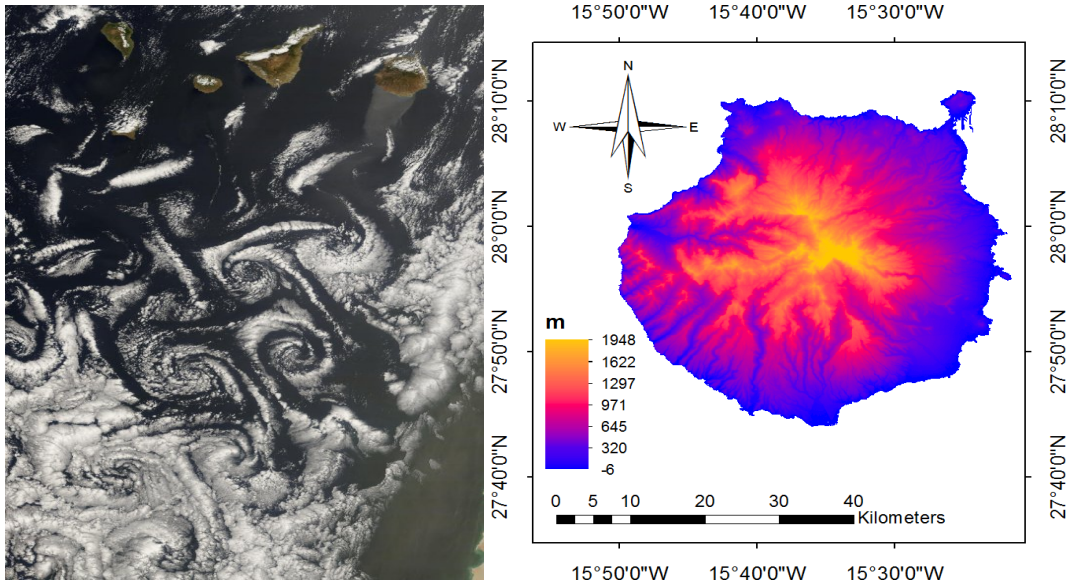 15°50'0"W 15°40'0"W 15°30'0"W
N
W E
S
28°10'0"N 28°10'0"N
28°0'0"N 28°0'0"N
27°50'0"N 27°50'0"N
27°40'0"N 27°40'0"N
m
1948
1622
1297
971
645
320
-6
0 5 10 20 30 40
Kilometers
15°50'0"W 15°40'0"W 15°30'0"W